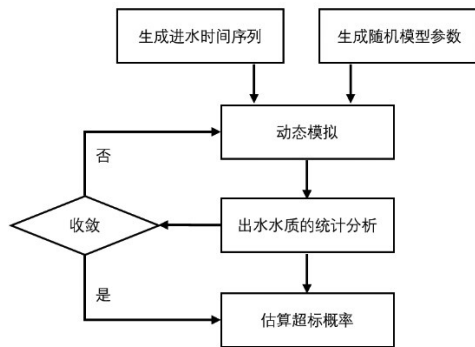 生成进水时间序列
生成随机模型参数
动态模拟
否
收敛
出水水质的统计分析
是
估算超标概率